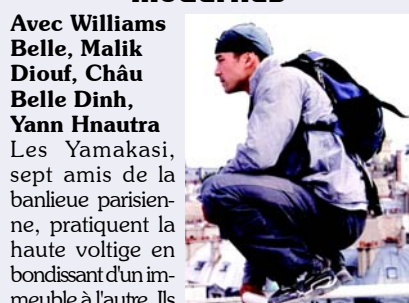 Avec Williams
Belle, Malik
Diouf, Châu
Belle Dinh,
Yann Hnautra
Les Yamakasi,
sept amis de la
banlieue parisien-
ne, pratiquent la
haute voltige en
bondissant d'un im-
meuble à l'autre. Ils